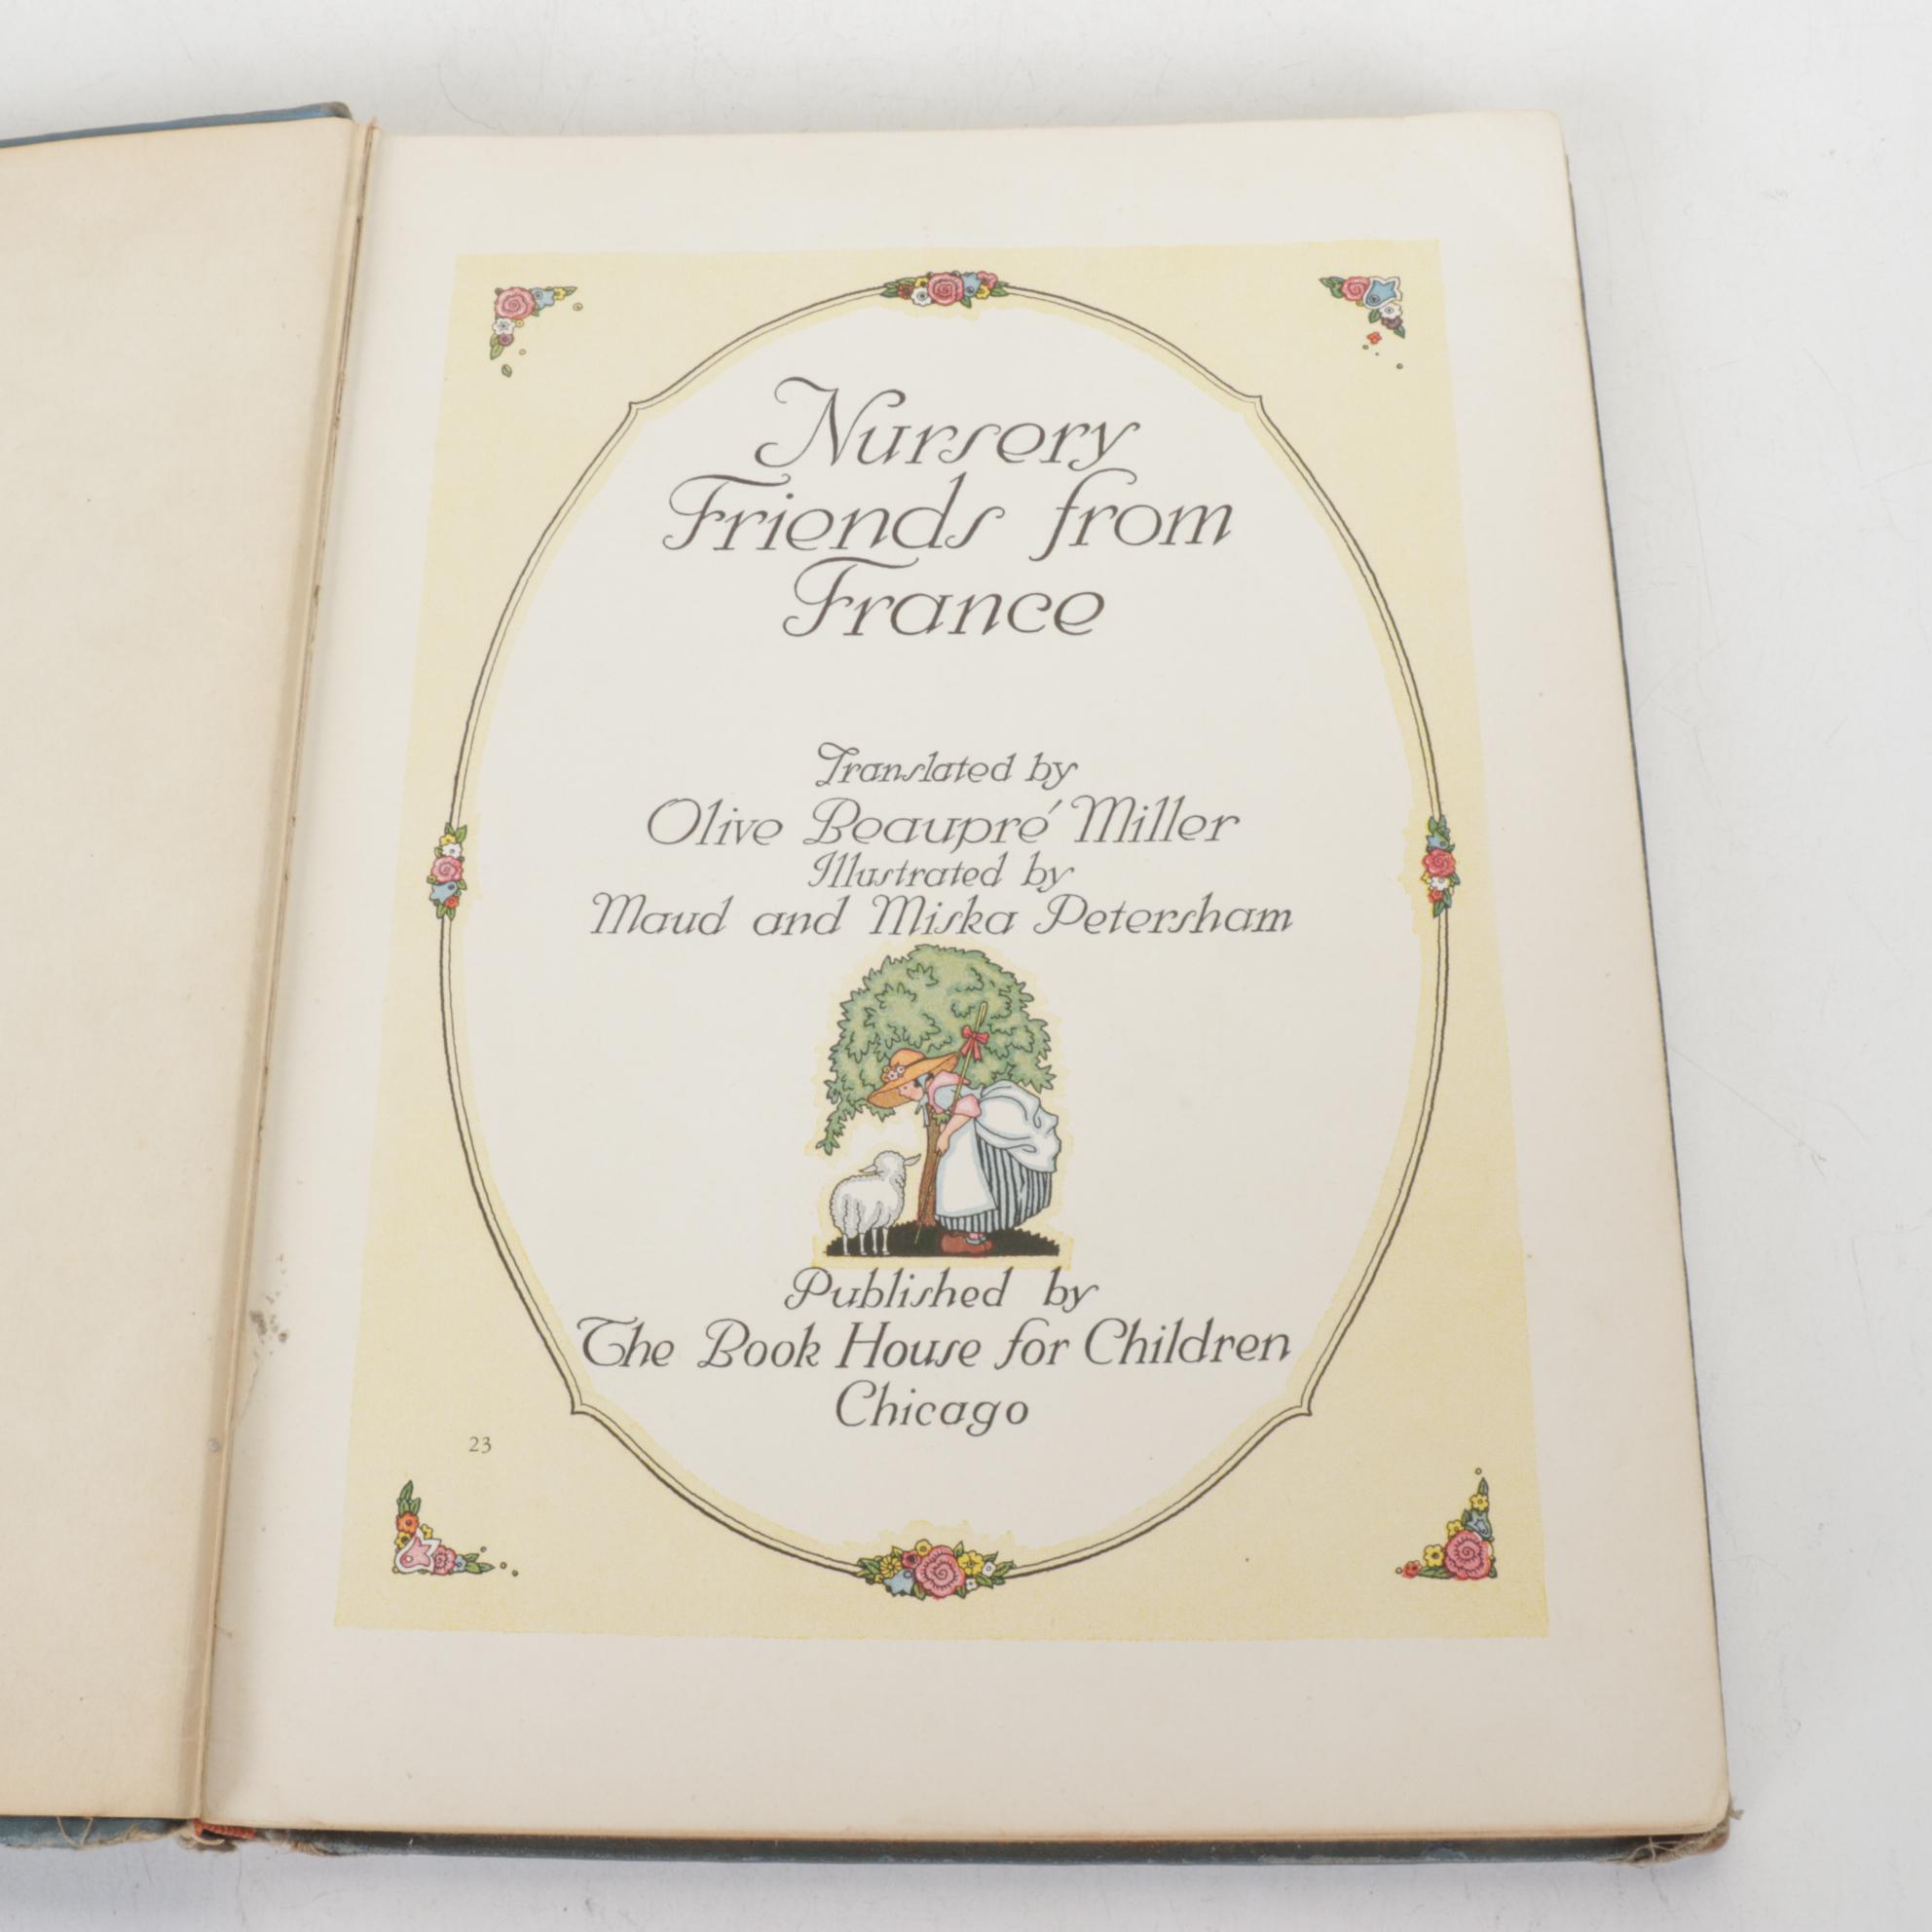 Nursery
Friends from
France
Translated by
Olive Beaupré Miller
Illustrated by
Maud and Miska Petersham
Published by
The Book House for Children
Chicago
23